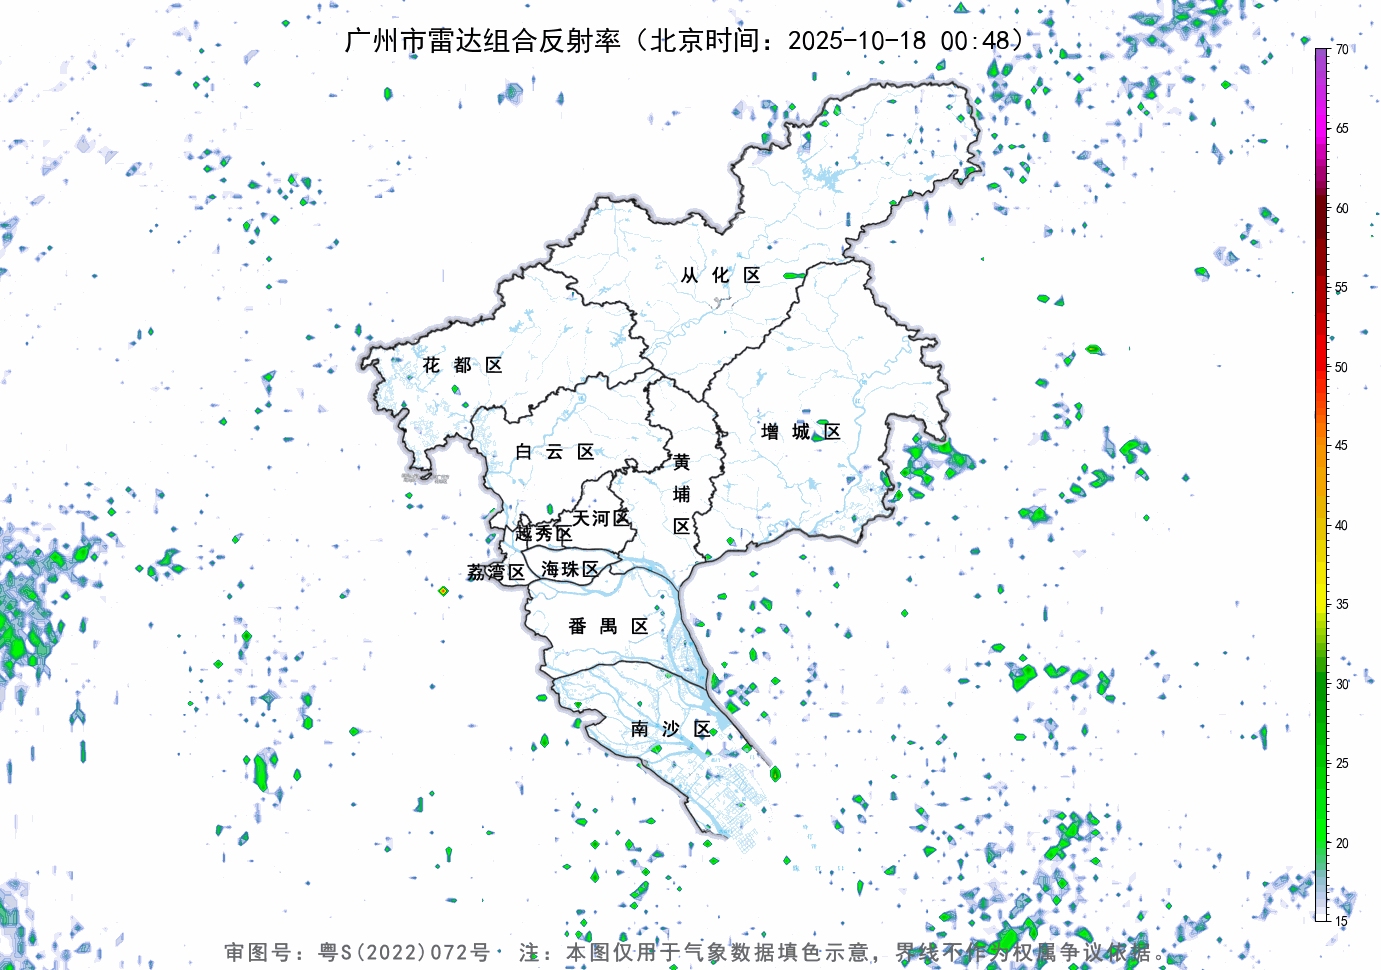 广州市雷达组合反射率（北京时间：2025-10-18 00:48）
70
65
60
55
50
45
40
35
30
25
20
15
从化区
花都区
增城区
白云区
黄埔区
天河区
越秀区
荔湾区
海珠区
番禺区
南沙区
审图号：粤S(2022)072号 注：本图仅用于气象数据填色示意，界线不作为权属争议依据。